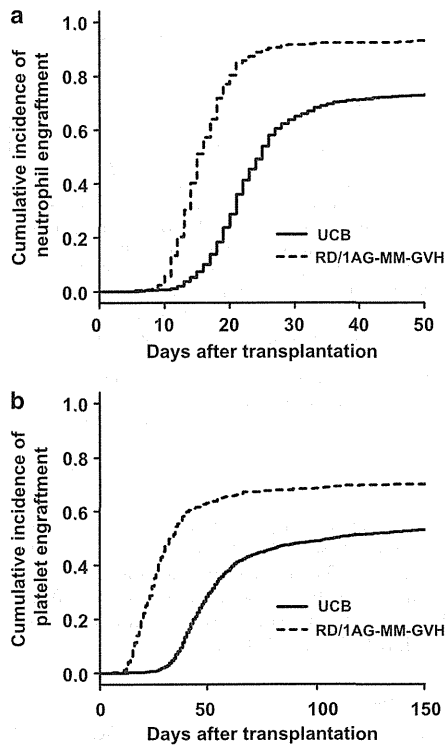 a
Cumulative incidence of
neutrophil engraftment
1.0
0.8
0.6
0.4
0.2
0.0
UCB
RD/1AG-MM-GVH
0 10 20 30 40 50
Days after transplantation
b
Cumulative incidence of
platelet engraftment
1.0
0.8
0.6
0.4
0.2
0.0
UCB
RD/1AG-MM-GVH
0 50 100 150
Days after transplantation